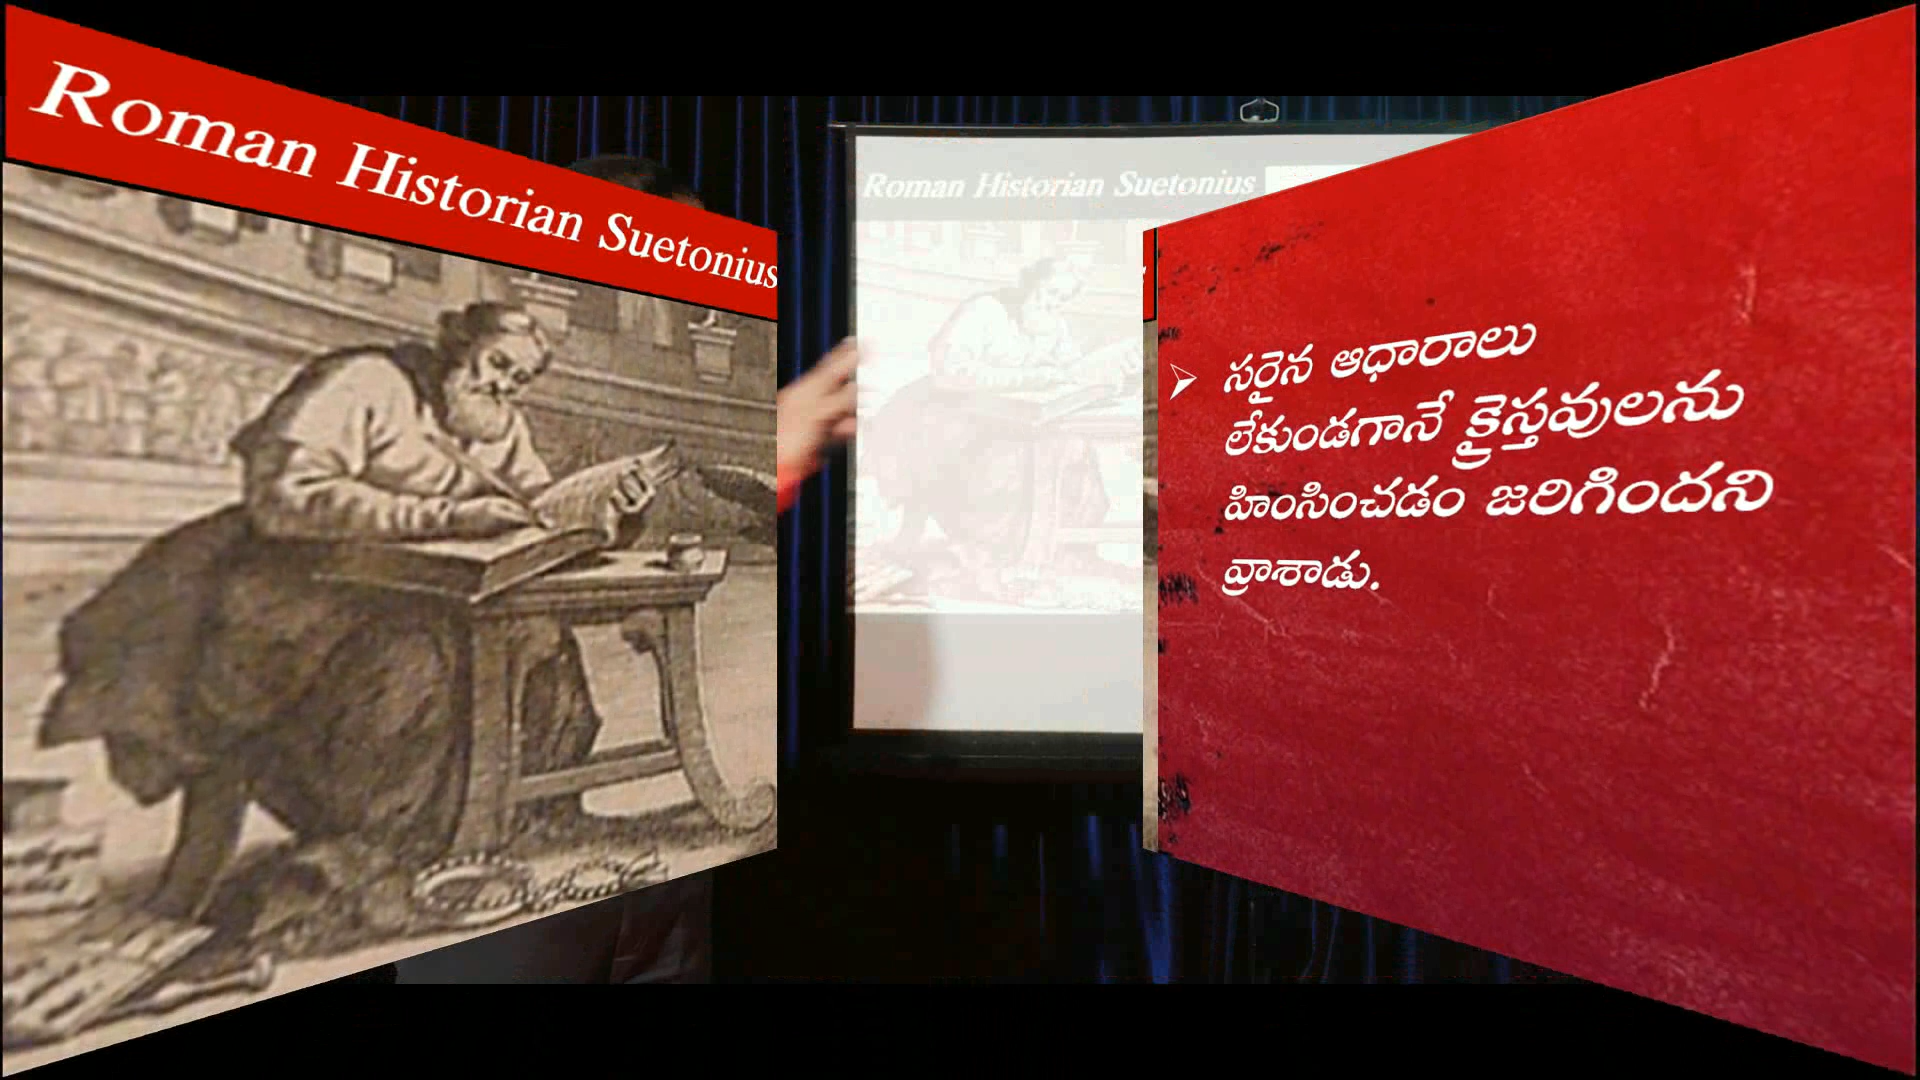 Roman Historian Suetonius
Roman Historian Suetonius
సరైన ఆధారాలు
లేకుండగానే క్రైస్తవులను
హింసించడం జరిగిందని
వ్రాశాడు.